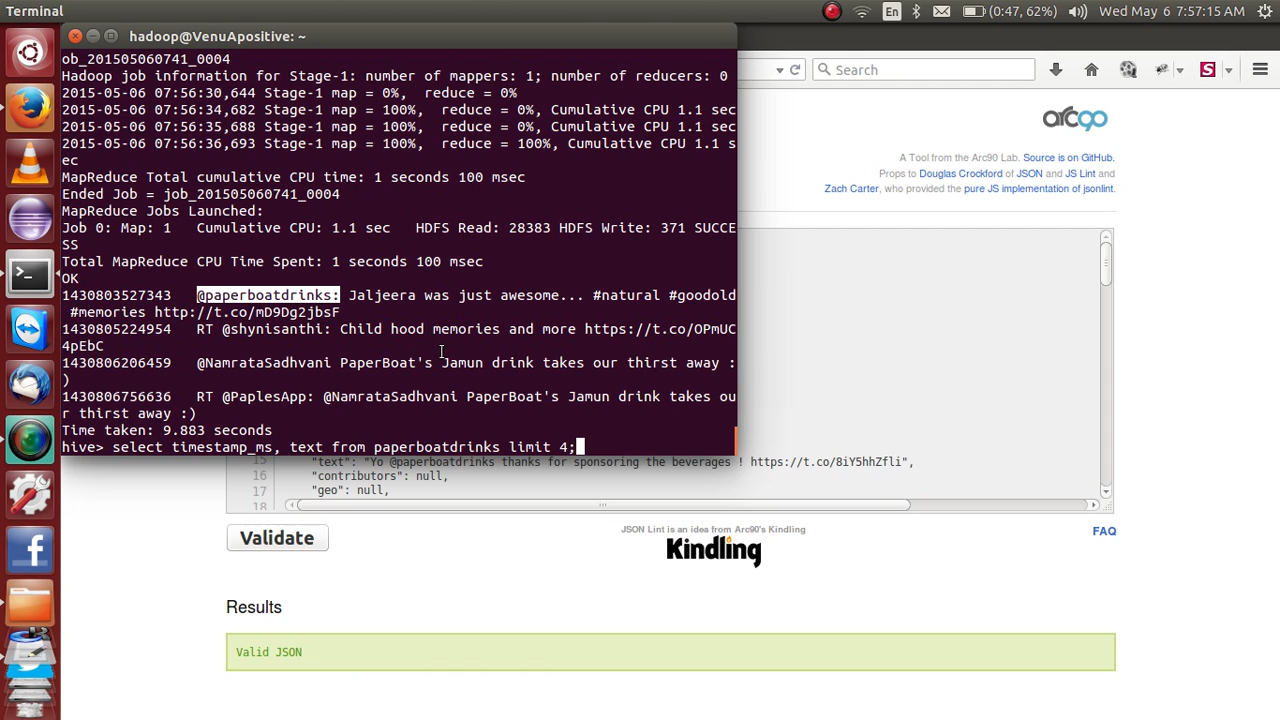 Terminal
En
(0:47, 62%)
Wed May 6 7:57:15 AM
hadoop@VenuApositive: ~
ob_201505060741_0004
Hadoop job information for Stage-1: number of mappers: 1; number of reducers: 0
2015-05-06 07:56:30,644 Stage-1 map = 0%,  reduce = 0%
2015-05-06 07:56:34,682 Stage-1 map = 100%,  reduce = 0%, Cumulative CPU 1.1 sec
2015-05-06 07:56:35,688 Stage-1 map = 100%,  reduce = 0%, Cumulative CPU 1.1 sec
2015-05-06 07:56:36,693 Stage-1 map = 100%,  reduce = 100%, Cumulative CPU 1.1 s
ec
MapReduce Total cumulative CPU time: 1 seconds 100 msec
Ended Job = job_201505060741_0004
MapReduce Jobs Launched:
Job 0: Map: 1   Cumulative CPU: 1.1 sec   HDFS Read: 28383 HDFS Write: 371 SUCCE
SS
Total MapReduce CPU Time Spent: 1 seconds 100 msec
OK
1430803527343   @paperboatdrinks: Jaljeera was just awesome... #natural #goodold
 #memories http://t.co/mD9Dg2jbsF
1430805224954   RT @shynisanthi: Child hood memories and more https://t.co/OPmUC
4pEbC
1430806206459   @NamrataSadhvani PaperBoat's Jamun drink takes our thirst away :
)
1430806756636   RT @PaplesApp: @NamrataSadhvani PaperBoat's Jamun drink takes ou
r thirst away :)
Time taken: 9.883 seconds
hive> select timestamp_ms, text from paperboatdrinks limit 4;
Search
S
arc90
A Tool from the Arc90 Lab. Source is on GitHub.
Props to Douglas Crockford of JSON and JS Lint and
Zach Carter, who provided the pure JS implementation of jsonlint.
15 "text": "Yo @paperboatdrinks thanks for sponsoring the beverages ! https://t.co/8iY5hhZfli",
16 "contributors": null,
17 "geo": null,
18
Validate
JSON Lint is an idea from Arc90's Kindling
Kindling
FAQ
Results
Valid JSON
f